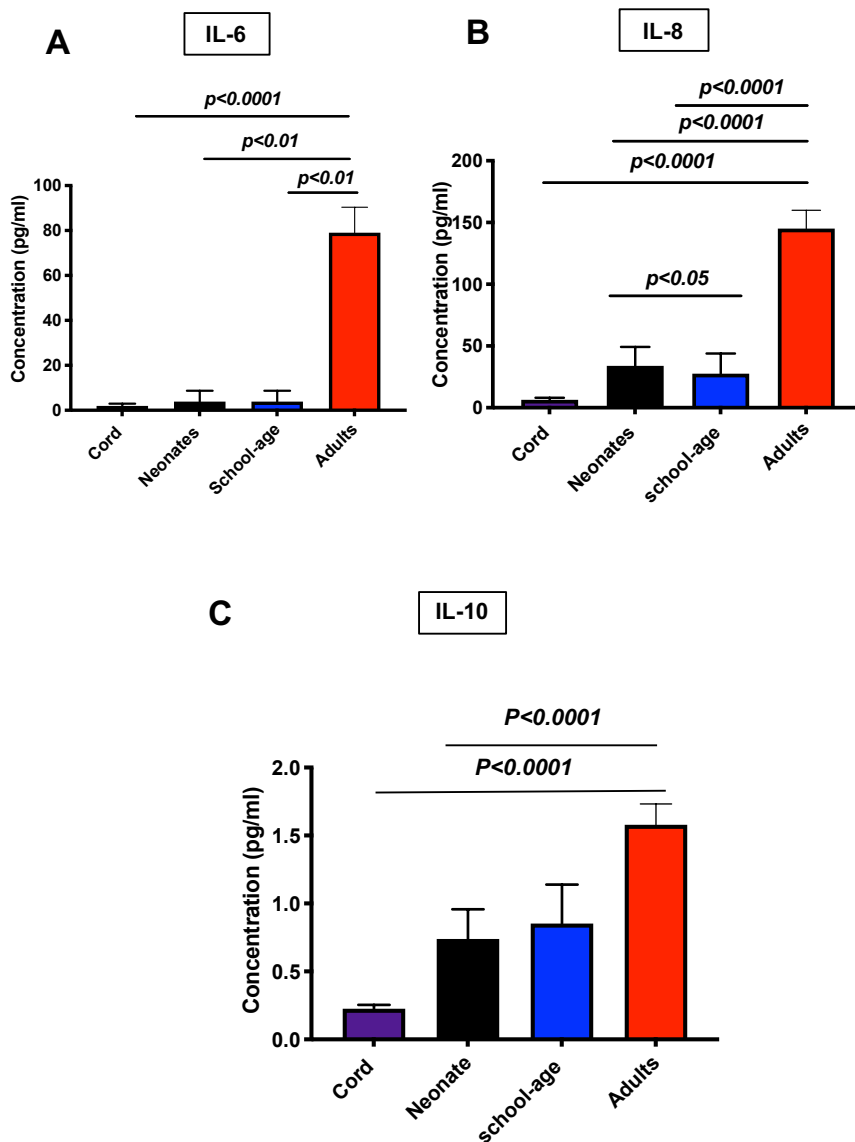 A
IL-6
p<0.0001
p<0.01
p<0.01
Concentration (pg/ml)
100
80
60
40
20
0
Cord
Neonates
School-age
Adults
B
IL-8
p<0.0001
p<0.0001
p<0.0001
p<0.05
Concentration (pg/ml)
200
150
100
50
0
Cord
Neonates
school-age
Adults
C
IL-10
P<0.0001
P<0.0001
Concentration (pg/ml)
2.0
1.5
1.0
0.5
0.0
Cord
Neonate
school-age
Adults